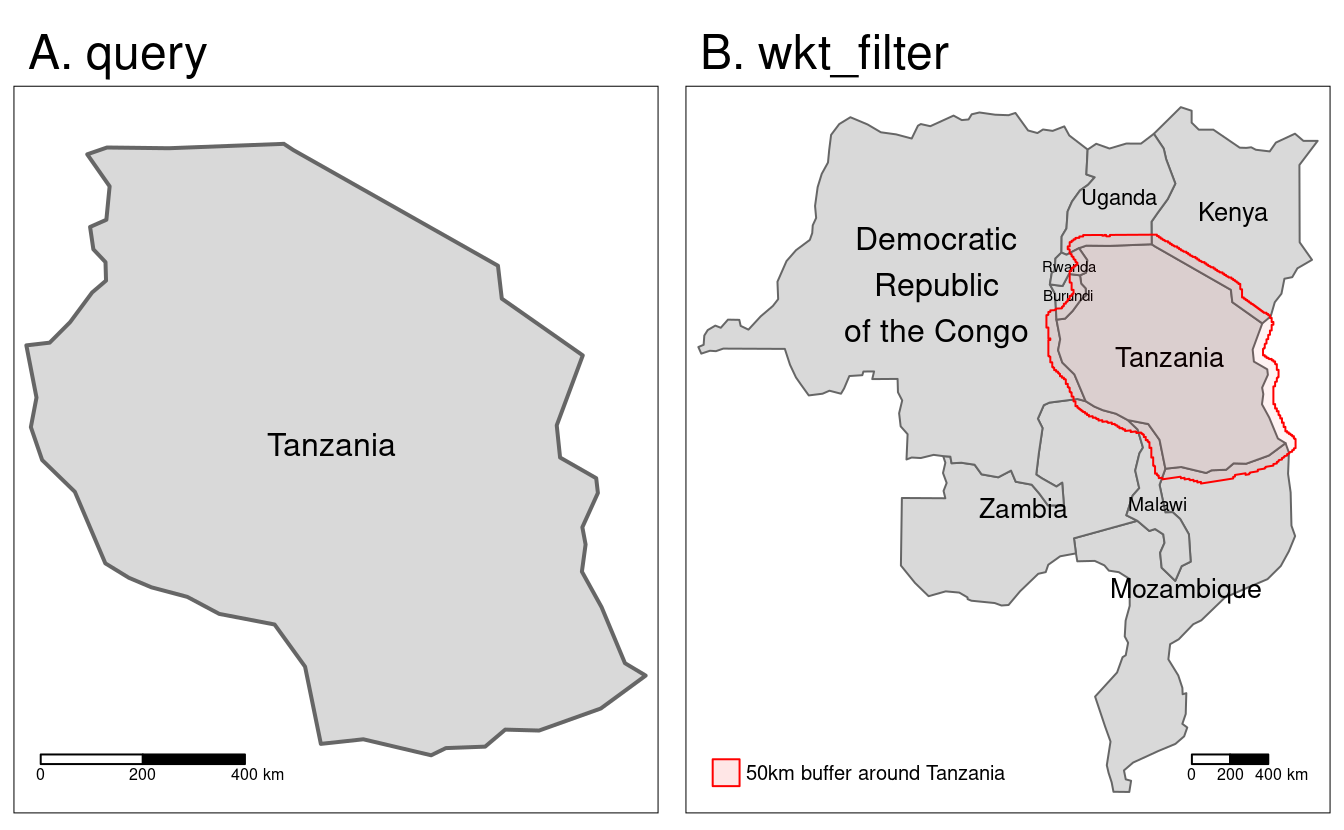 A. query
Tanzania
0 200 400 km
B. wkt_filter
Uganda
Kenya
Democratic
Republic
of the Congo
Rwanda
Burundi
Tanzania
Zambia
Malawi
Mozambique
50km buffer around Tanzania
0 200 400 km